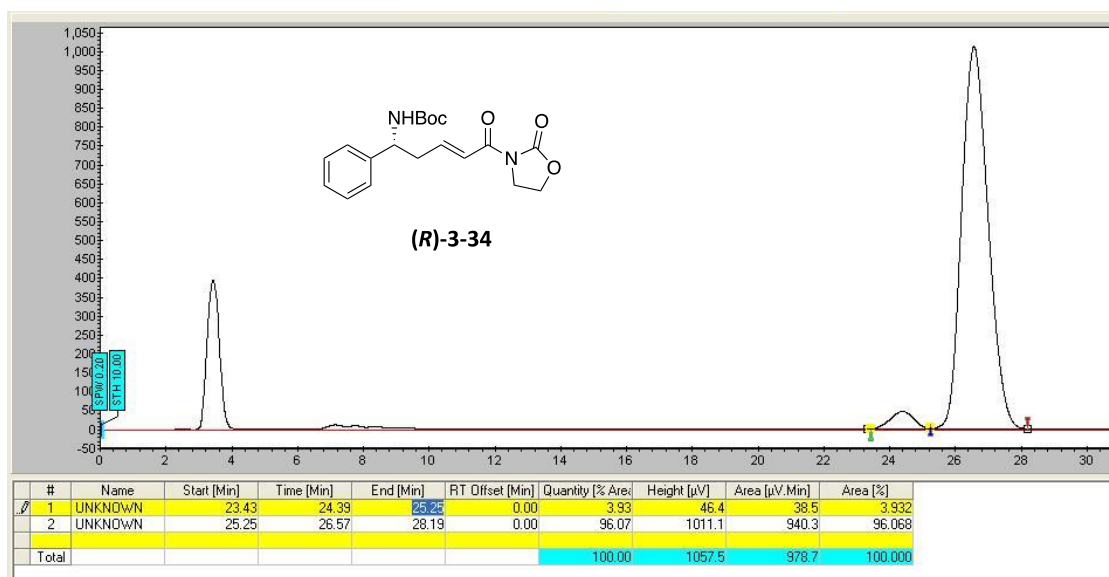 1,050
1,000
950
900
850
800
750
700
650
600
550
500
450
400
350
300
250
200
150
100
50
0
-50
SPW 0.20
STH 10.00
NHBoc
O
O
N
O
(R)-3-34
0 2 4 6 8 10 12 14 16 18 20 22 24 26 28 30
# Name Start [Min] Time [Min] End [Min] RT Offset [Min] Quantity [% Area Height [µV] Area [µV.Min] Area [%]
1 UNKNOWN 23.43 24.39 25.25 0.00 3.93 46.4 38.5 3.932
2 UNKNOWN 25.25 26.57 28.19 0.00 96.07 1011.1 940.3 96.068
Total 100.00 1057.5 978.7 100.000